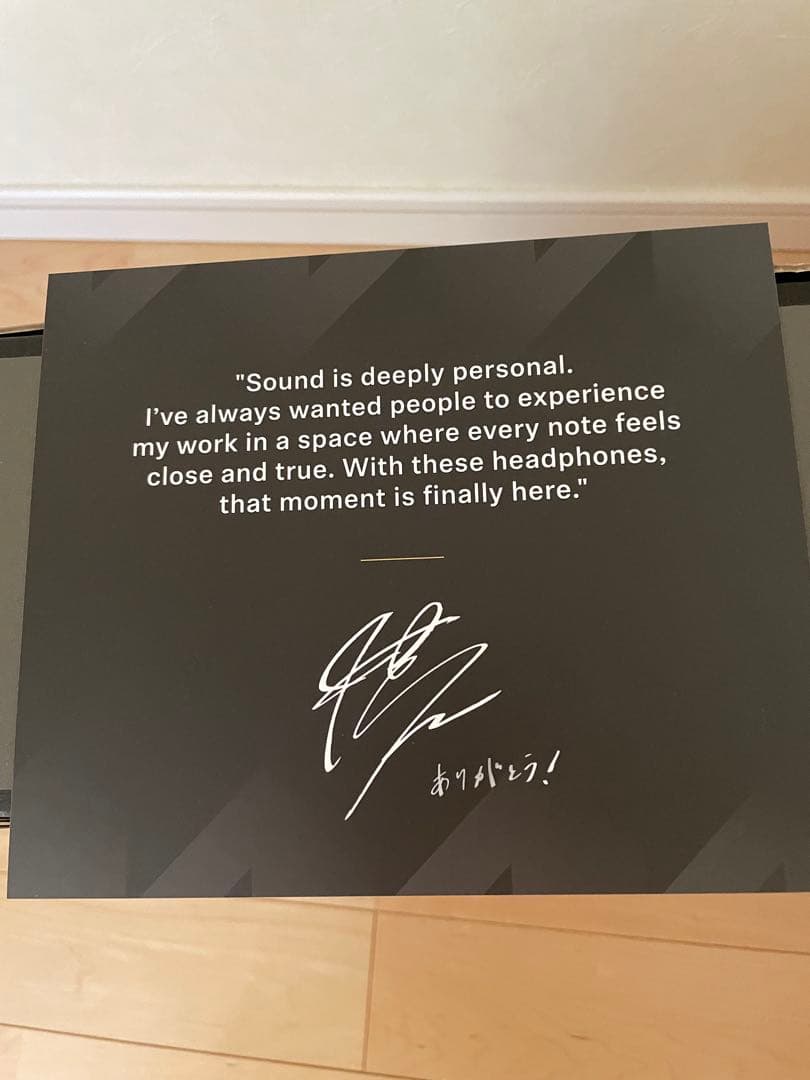 "Sound is deeply personal.
I've always wanted people to experience
my work in a space where every note feels
close and true. With these headphones,
that moment is finally here."
ありがとう!